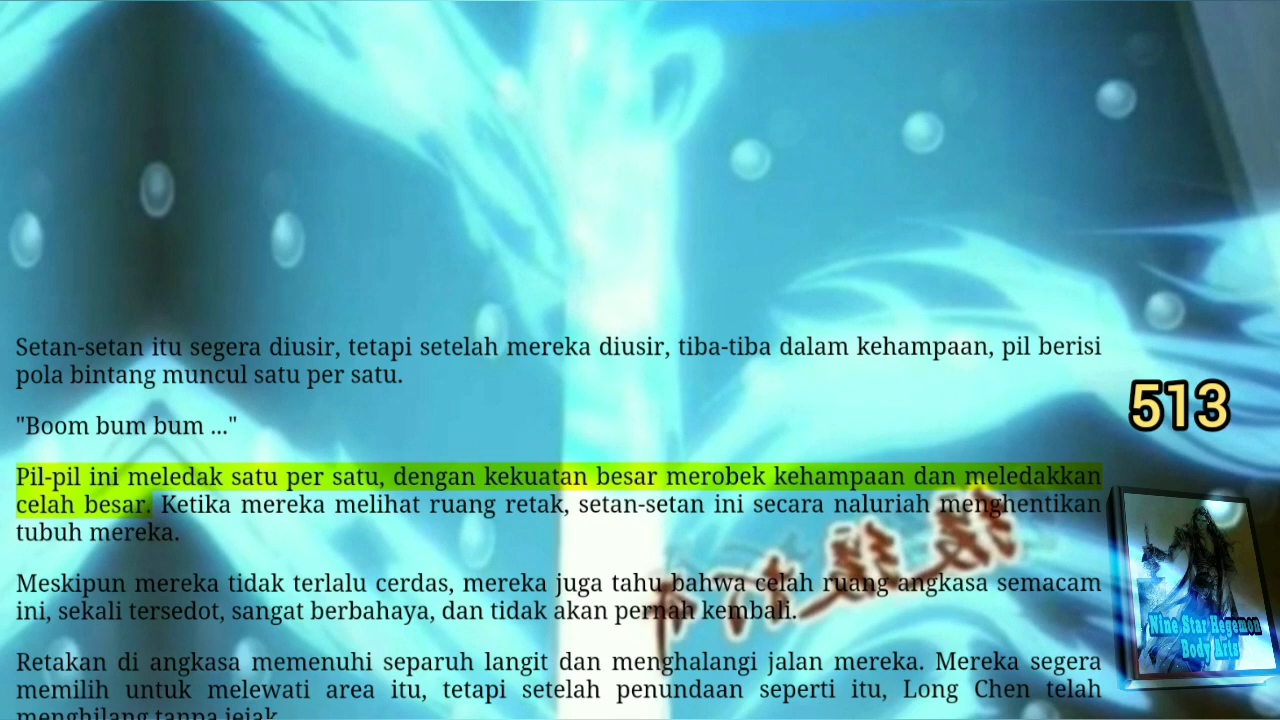 Setan-setan itu segera diusir, tetapi setelah mereka diusir, tiba-tiba dalam kehampaan, pil berisi
pola bintang muncul satu per satu.
"Boom bum bum ..."
Pil-pil ini meledak satu per satu, dengan kekuatan besar merobek kehampaan dan meledakkan
celah besar. Ketika mereka melihat ruang retak, setan-setan ini secara naluriah menghentikan
tubuh mereka.
Meskipun mereka tidak terlalu cerdas, mereka juga tahu bahwa celah ruang angkasa semacam
ini, sekali tersedot, sangat berbahaya, dan tidak akan pernah kembali.
Retakan di angkasa memenuhi separuh langit dan menghalangi jalan mereka. Mereka segera
memilih untuk melewati area itu, tetapi setelah penundaan seperti itu, Long Chen telah
menghilang tanpa jejak
513
Nine Star Hegemon
Body Arts